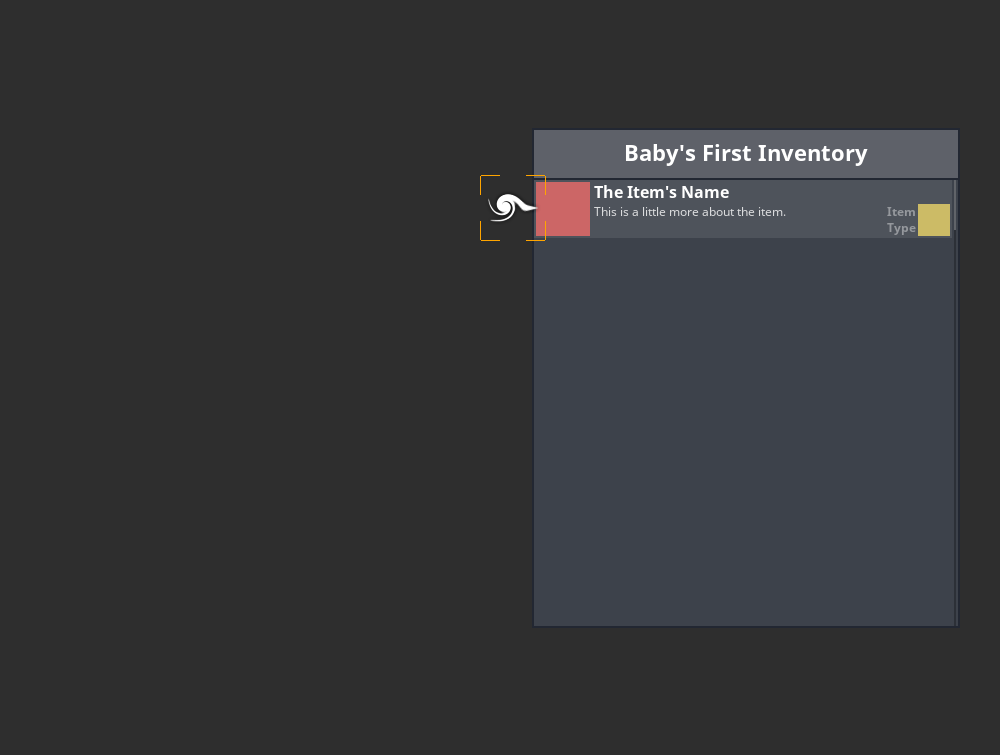 Baby's First Inventory
The Item's Name
This is a little more about the item.
Item
Type